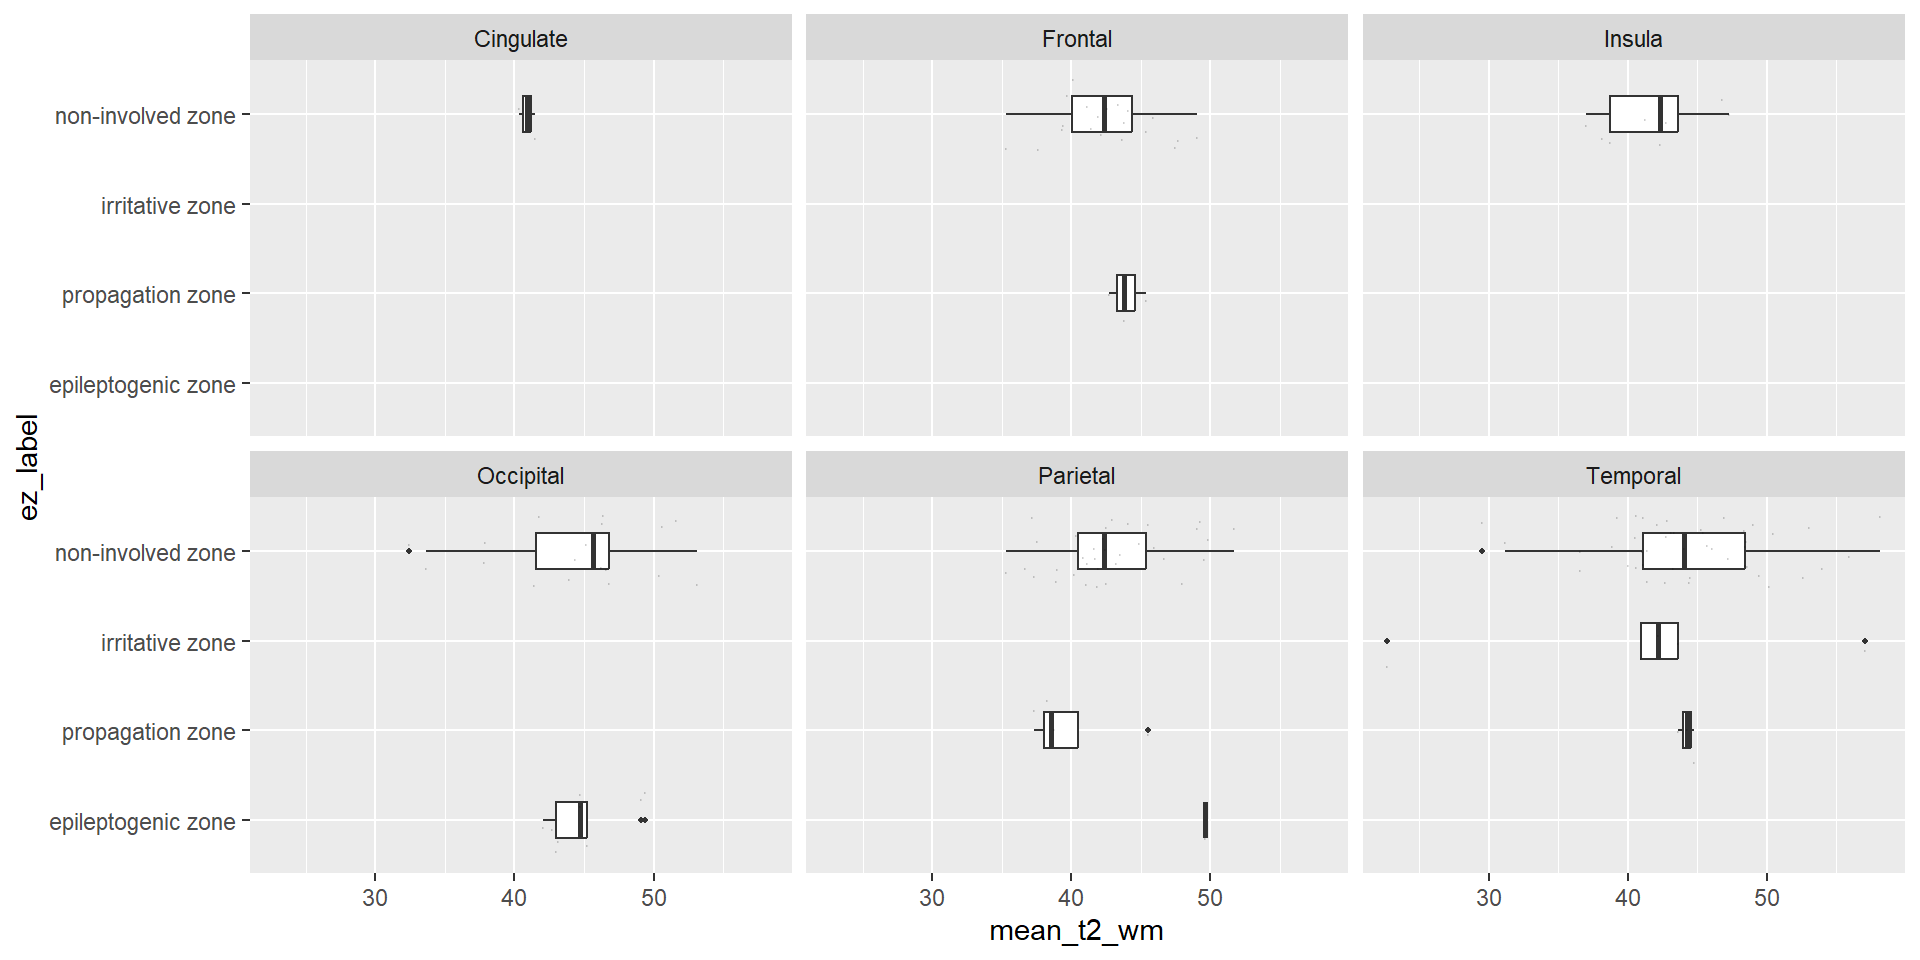 Cingulate
Frontal
Insula
non-involved zone
irritative zone
propagation zone
epileptogenic zone
ez_label
Occipital
Parietal
Temporal
non-involved zone
irritative zone
propagation zone
epileptogenic zone
30 40 50
30 40 50
30 40 50
mean_t2_wm